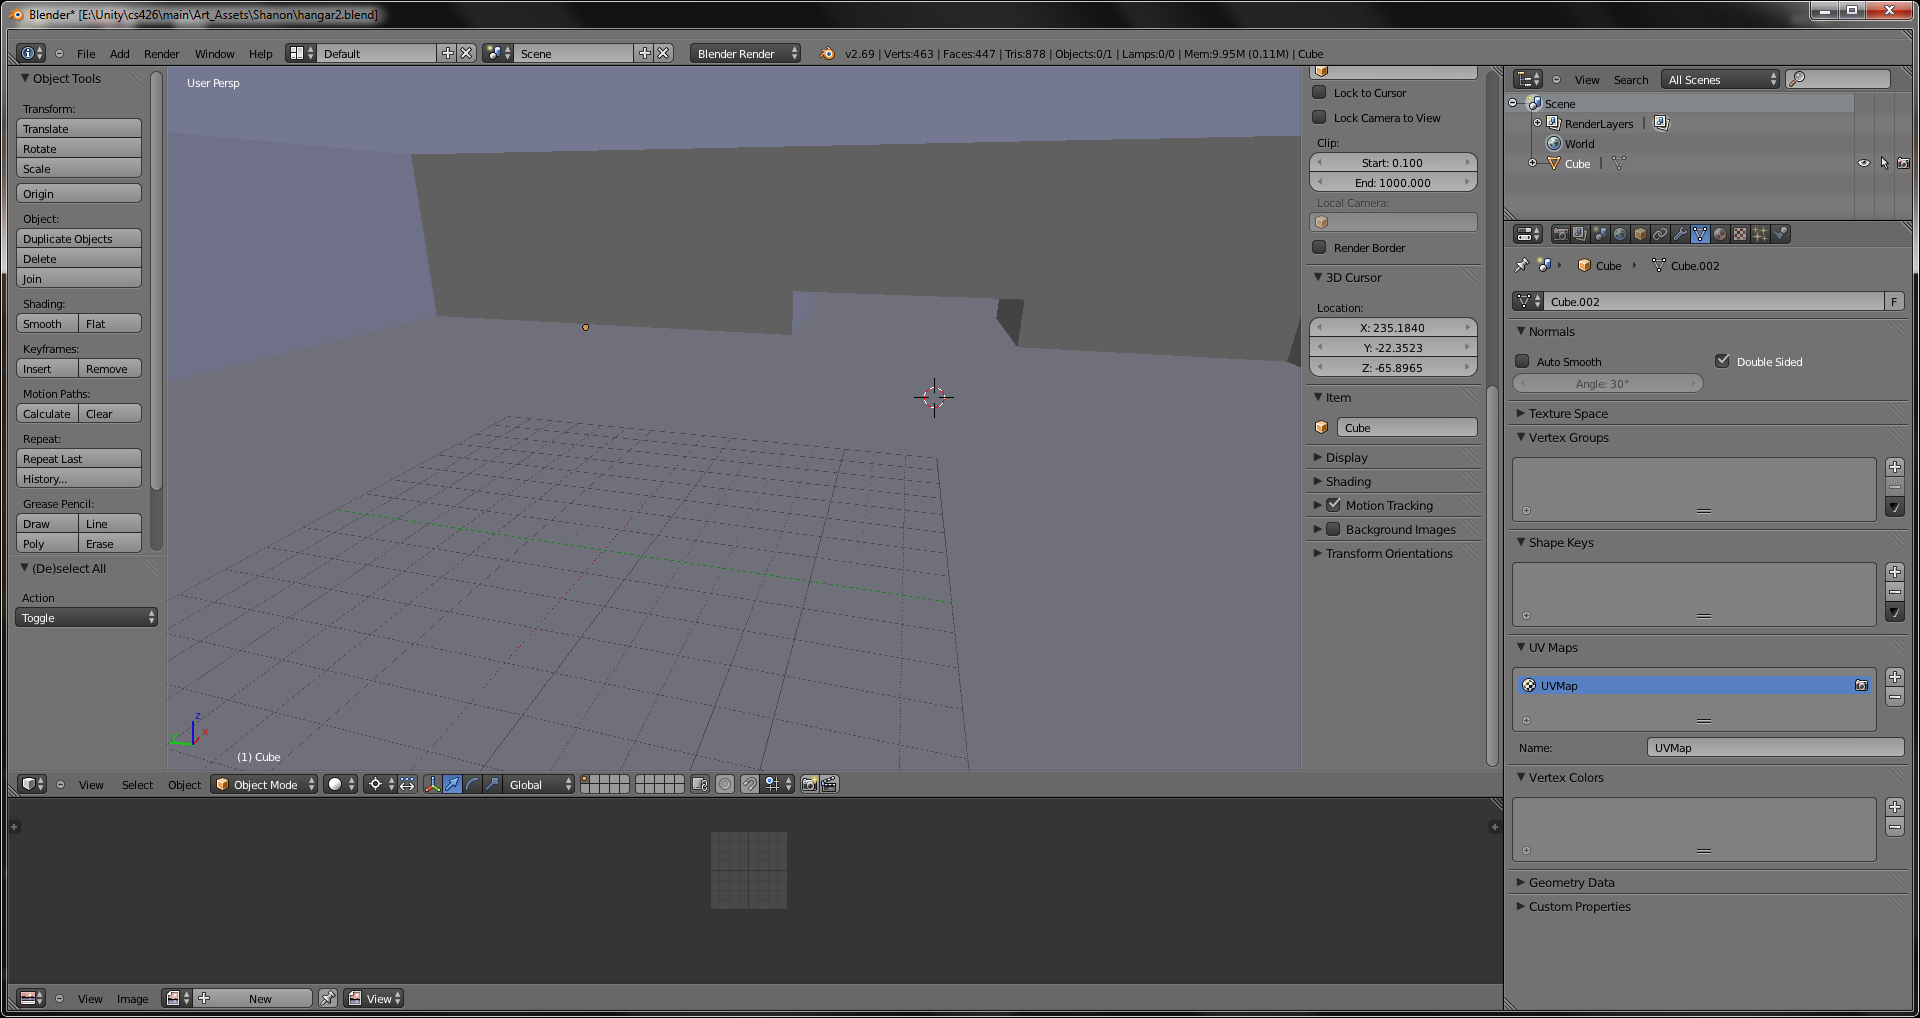 Blender* [E:\Unity\cs426\main\Art_Assets\Shanon\hangar2.blend]
File Add Render Window Help Default Scene Blender Render v2.69 | Verts:463 | Faces:447 | Tris:878 | Objects:0/1 | Lamps:0/0 | Mem:9.95M (0.11M) | Cube
Object Tools
Transform:
Translate
Rotate
Scale
Origin
Object:
Duplicate Objects
Delete
Join
Shading:
Smooth Flat
Keyframes:
Insert Remove
Motion Paths:
Calculate Clear
Repeat:
Repeat Last
History...
Grease Pencil:
Draw Line
Poly Erase
(De)select All
Action
Toggle
User Persp
z
x
(1) Cube
Lock to Cursor
Lock Camera to View
Clip:
Start: 0.100
End: 1000.000
Local Camera:
Render Border
3D Cursor
Location:
X: 235.1840
Y: -22.3523
Z: -65.8965
Item
Cube
Display
Shading
Motion Tracking
Background Images
Transform Orientations
View Select Object Object Mode Global
View Image New View
View Search All Scenes
Scene
RenderLayers |
World
Cube |
Cube Cube.002
Cube.002 F
Normals
Auto Smooth Double Sided
Angle: 30°
Texture Space
Vertex Groups
Shape Keys
UV Maps
UVMap
Name: UVMap
Vertex Colors
Geometry Data
Custom Properties